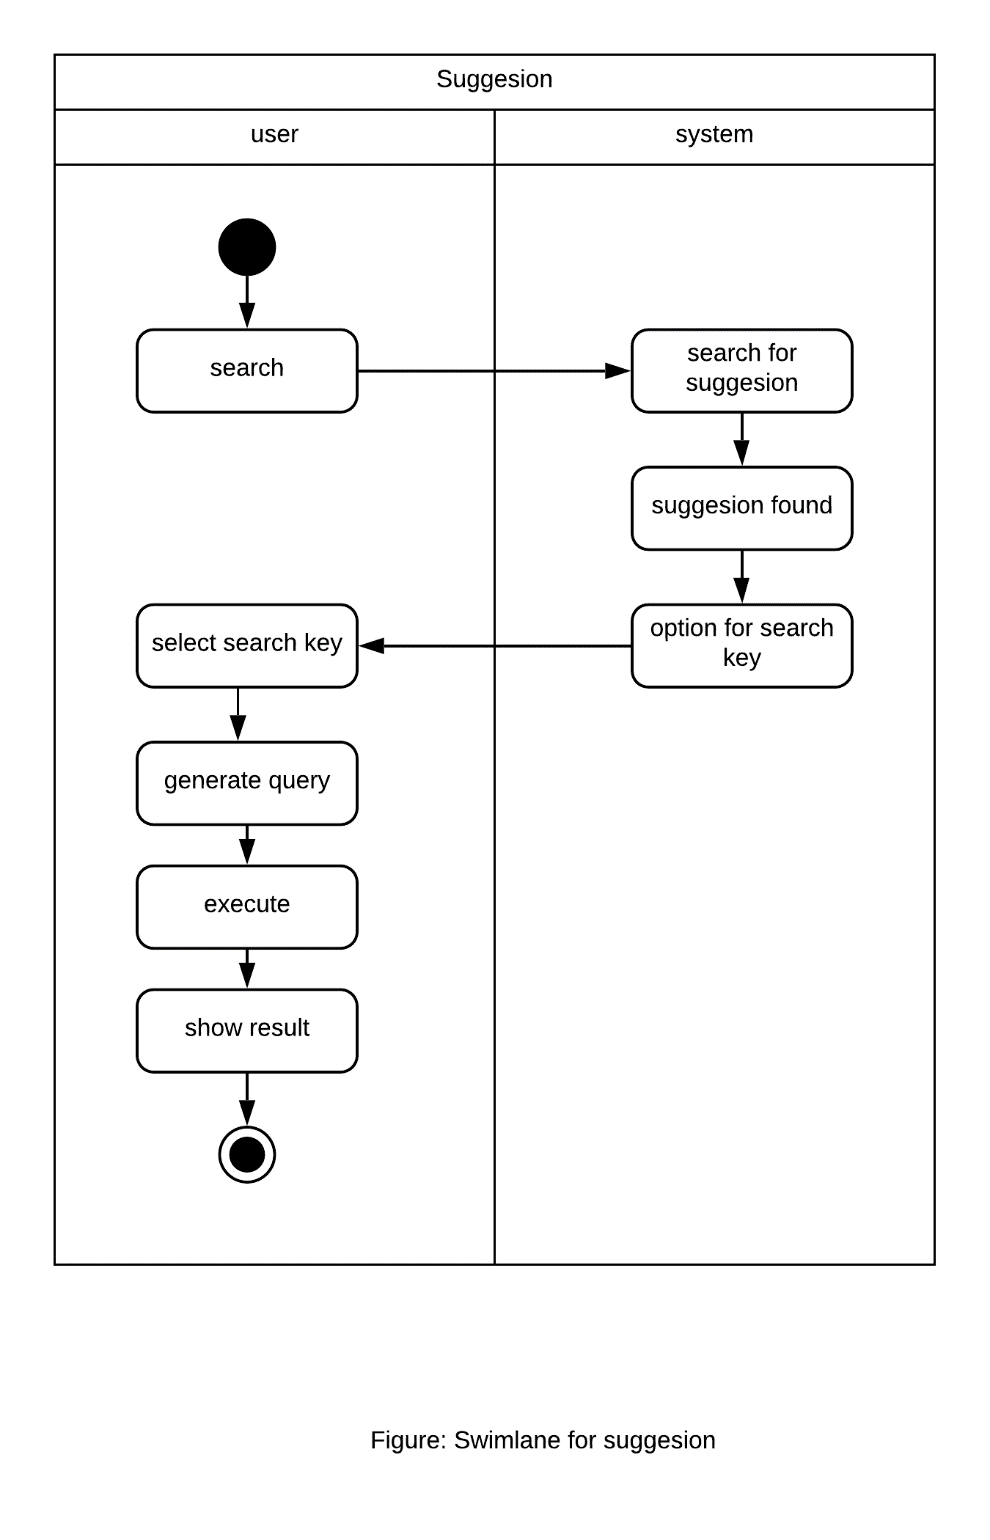 Suggesion
user
system
search
search for
suggesion
suggesion found
select search key
option for search
key
generate query
execute
show result
Figure: Swimlane for suggesion